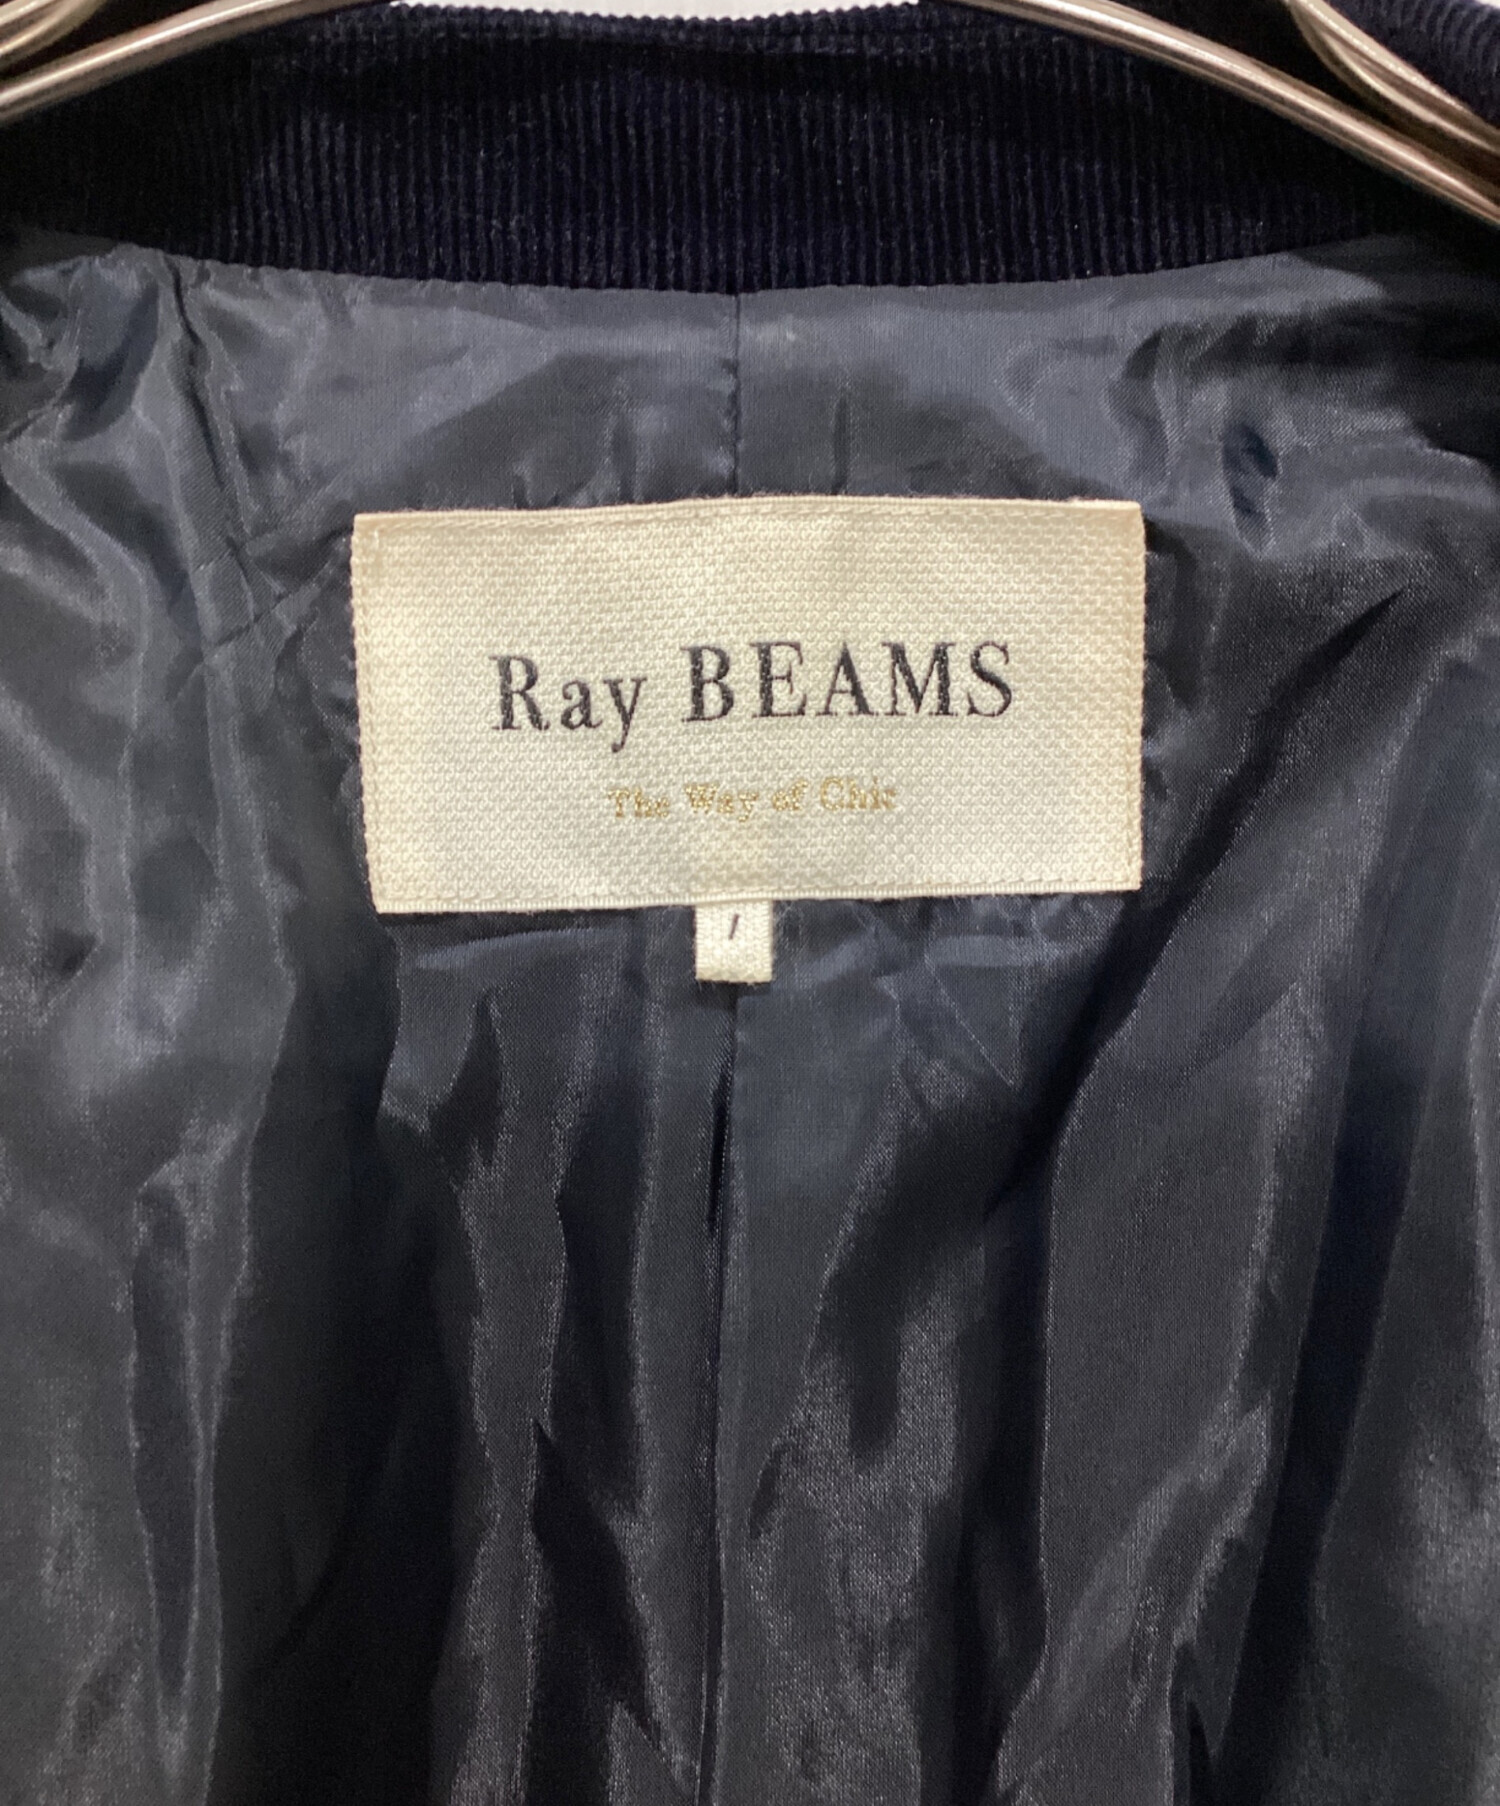 Ray BEAMS
The Way of Chic
1